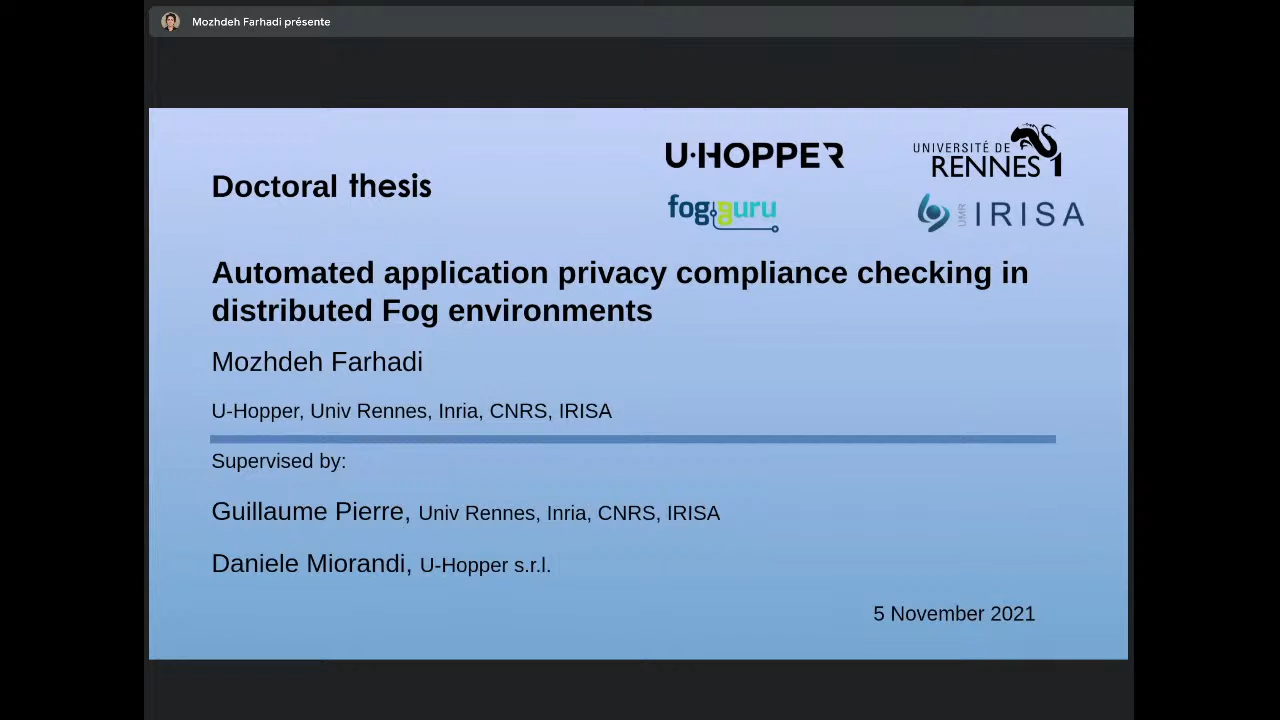 Mozhdeh Farhadi présente
U·HOPPER
UNIVERSITÉ DE
RENNES 1
Doctoral thesis
fogguru
UMR IRISA
Automated application privacy compliance checking in
distributed Fog environments
Mozhdeh Farhadi
U-Hopper, Univ Rennes, Inria, CNRS, IRISA
Supervised by:
Guillaume Pierre, Univ Rennes, Inria, CNRS, IRISA
Daniele Miorandi, U-Hopper s.r.l.
5 November 2021